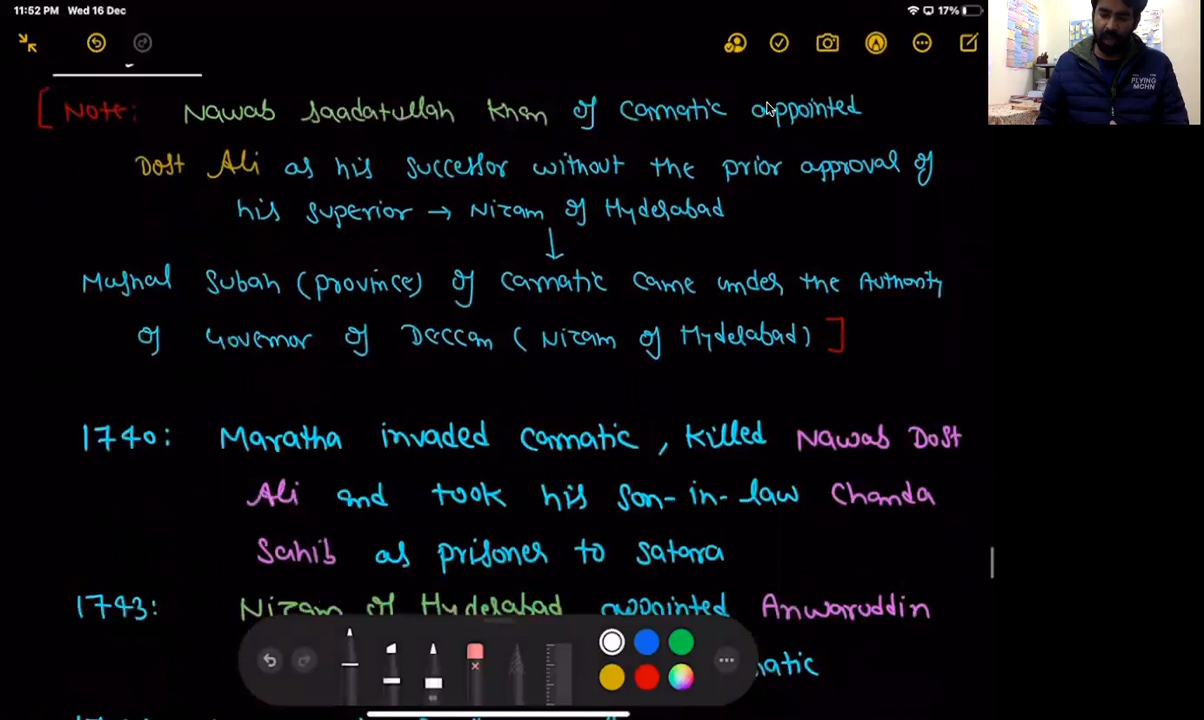 11:52 PM Wed 16 Dec
17%
FLYING
MCHN
[Note: Nawab Saadatullah Khan of Carnatic appointed
Dost Ali as his successor without the prior approval of
his superior → Nizam of Hyderabad
↓
Mughal Subah (province) of Carnatic came under the Authority
of Governor of Deccan (Nizam of Hyderabad)]
1740: Maratha invaded Carnatic, killed Nawab Dost
Ali and took his son-in-law Chanda
Sahib as prisoner to Satara
1743: Nizam of Hyderabad appointed Anwaruddin
natic